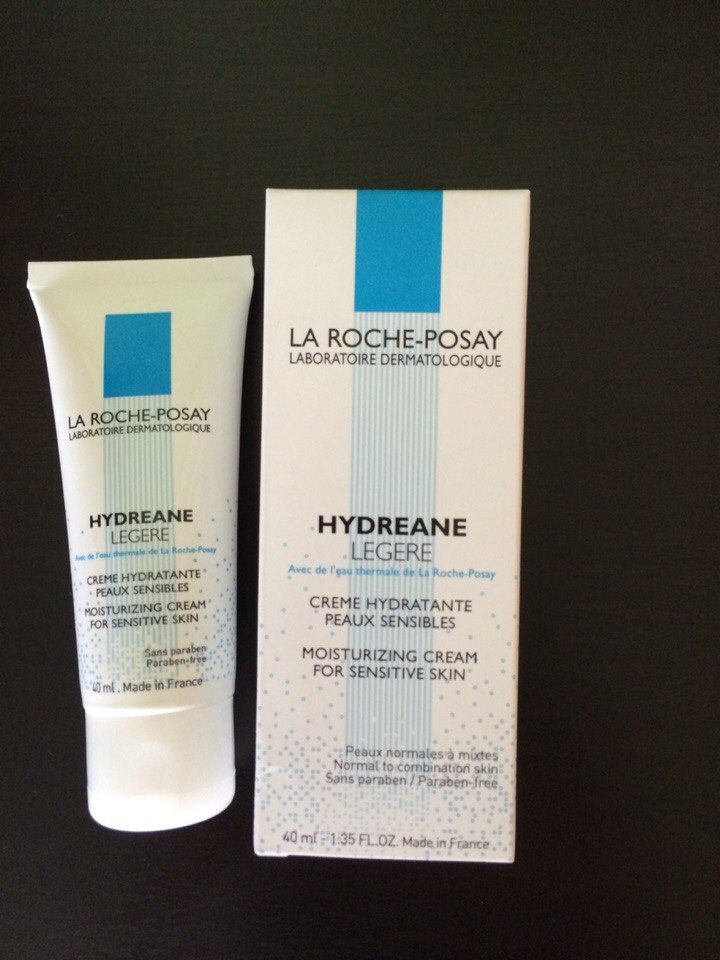 LA ROCHE-POSAY
LABORATOIRE DERMATOLOGIQUE
HYDREANE
LEGERE
Avec de l'eau thermale de La Roche-Posay
CREME HYDRATANTE
PEAUX SENSIBLES
MOISTURIZING CREAM
FOR SENSITIVE SKIN
Sans paraben
Paraben-free
40 ml . Made in France
LA ROCHE-POSAY
LABORATOIRE DERMATOLOGIQUE
HYDREANE
LEGERE
Avec de l'eau thermale de La Roche-Posay
CREME HYDRATANTE
PEAUX SENSIBLES
MOISTURIZING CREAM
FOR SENSITIVE SKIN
Peaux normales à mixtes
Normal to combination skin
Sans paraben / Paraben-free
40 ml - 1.35 FL.OZ. Made in France